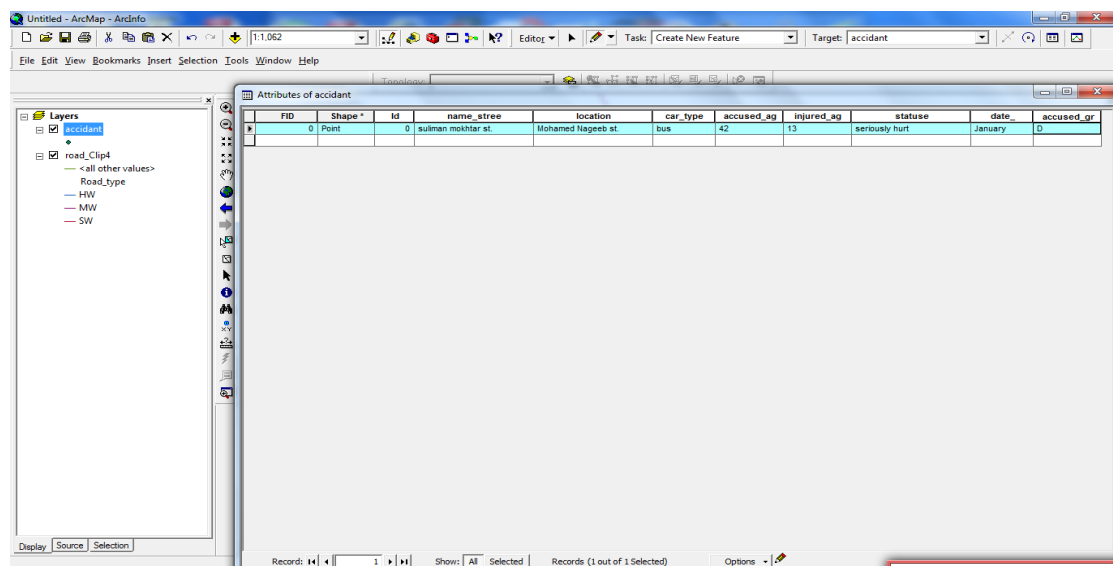 Untitled - ArcMap - ArcInfo
1:1,062 Editor Task: Create New Feature Target: accidant
File Edit View Bookmarks Insert Selection Tools Window Help
Topology:
Attributes of accidant
Layers
accidant
road_Clip4
<all other values>
Road_type
HW
MW
SW
FID Shape * Id name_stree location car_type accused_ag injured_ag statuse date_ accused_gr
0 Point 0 suliman mokhtar st. Mohamed Nageeb st. bus 42 13 seriously hurt January D
Display Source Selection
Record: 1 Show: All Selected Records (1 out of 1 Selected) Options